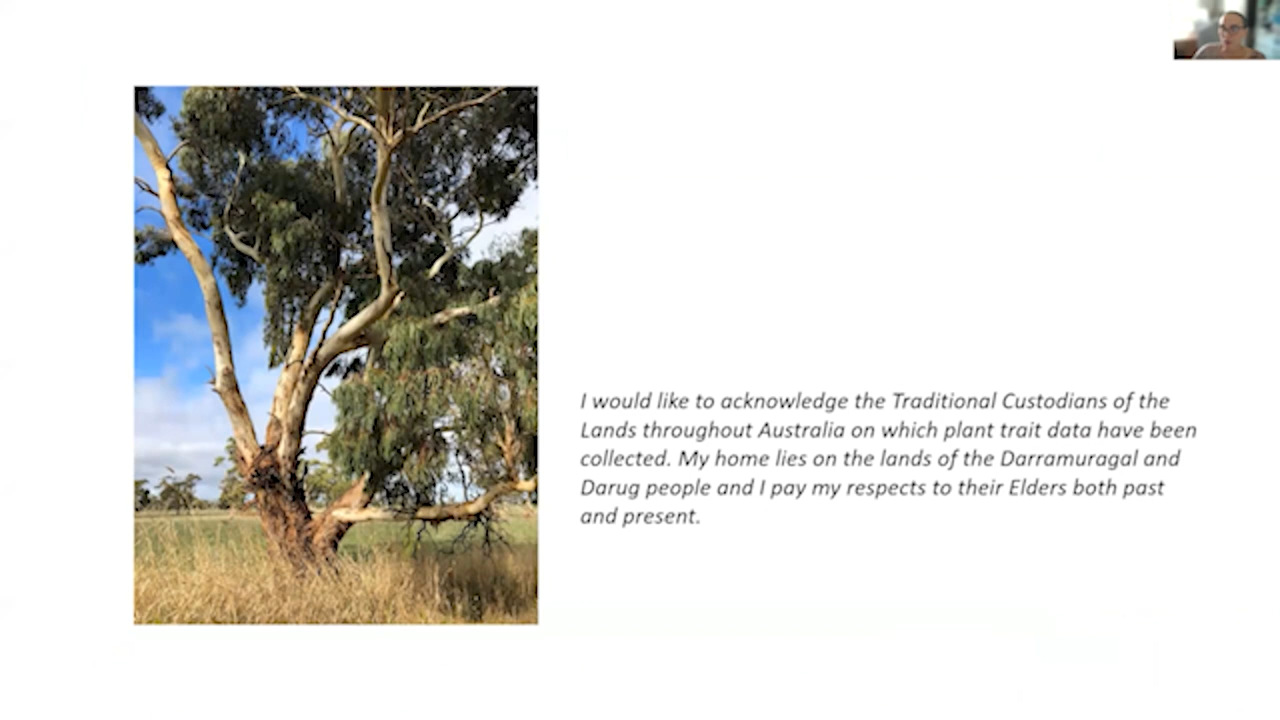 I would like to acknowledge the Traditional Custodians of the
Lands throughout Australia on which plant trait data have been
collected. My home lies on the lands of the Darramuragal and
Darug people and I pay my respects to their Elders both past
and present.